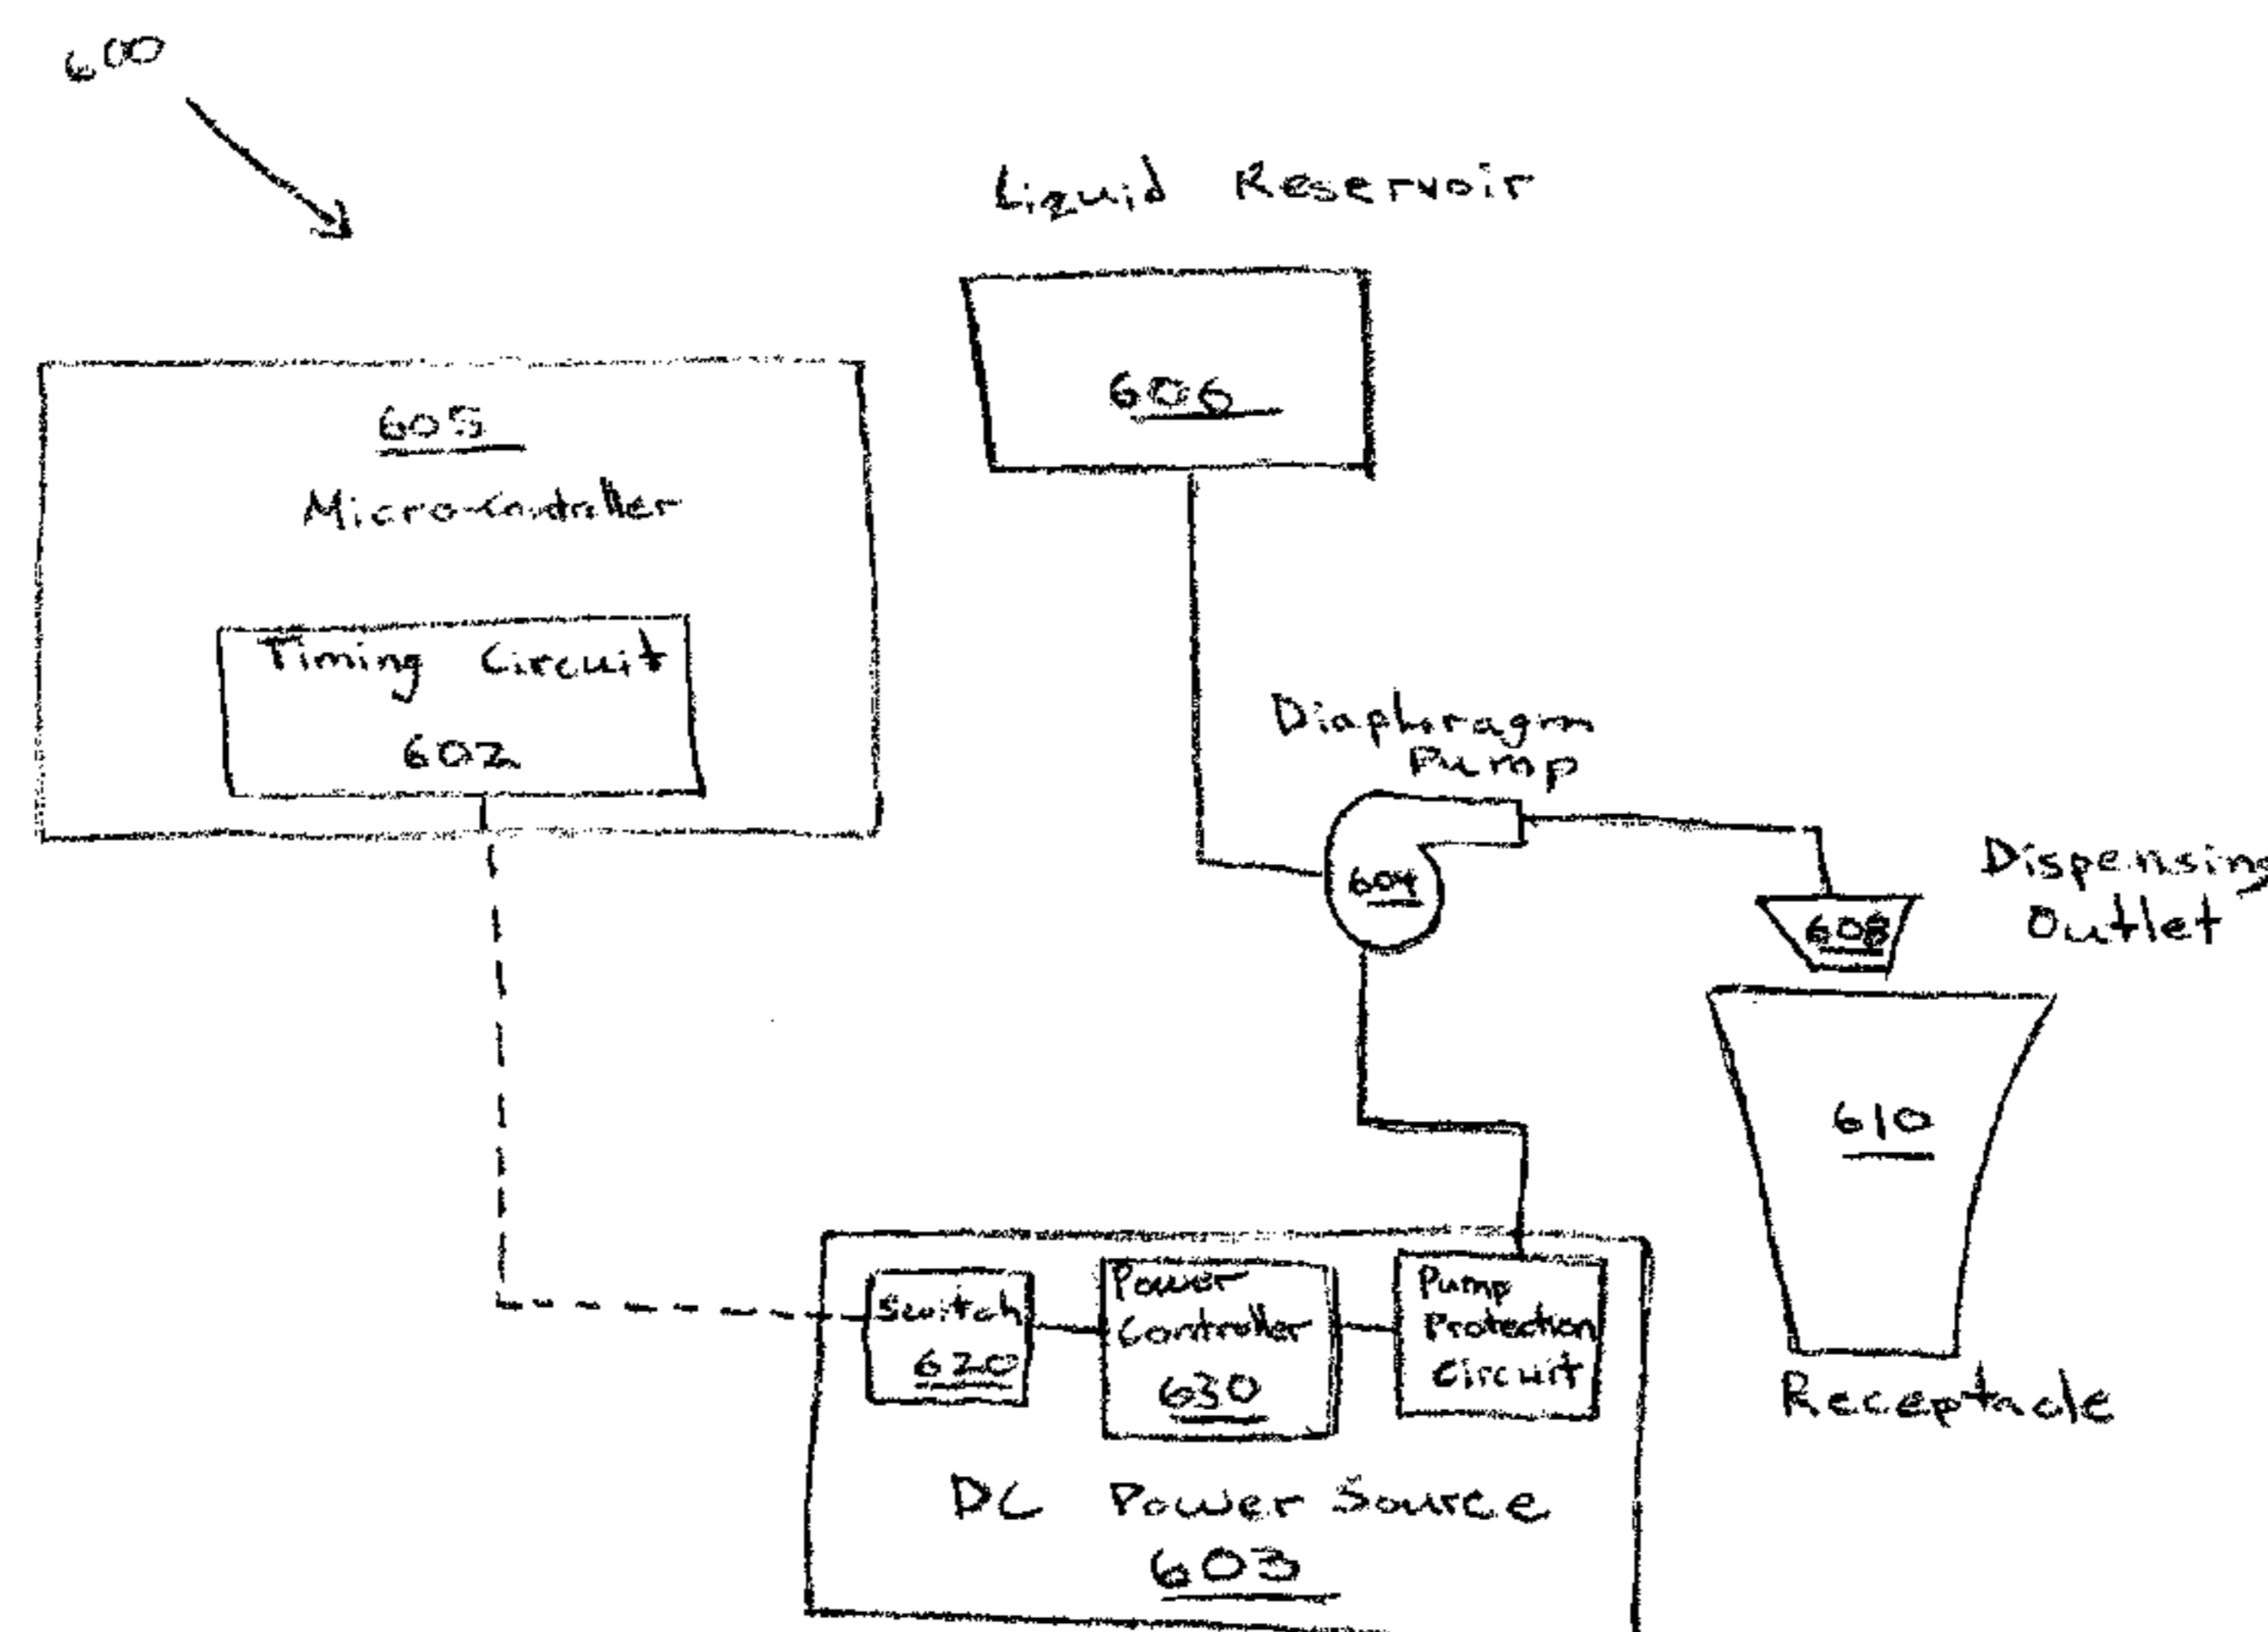 600
Liquid Reservoir
606
605
Micro-controller
Timing Circuit
602
Diaphragm
Pump
604
Dispensing
Outlet
608
610
Receptacle
Switch
620
Power
Controller
630
Pump
Protection
Circuit
DC Power Source
603